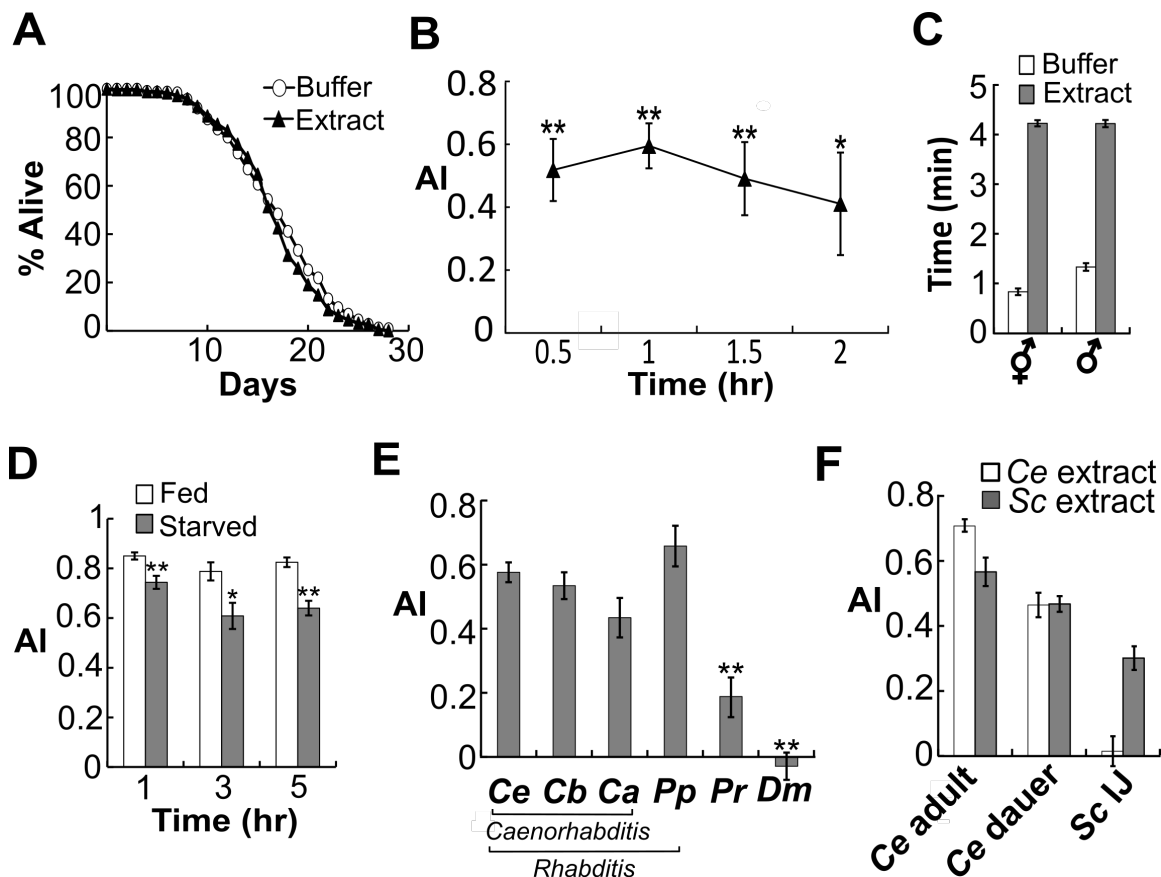 A
100
80
60
40
20
0
% Alive
Buffer
Extract
10
20
30
Days
B
0.8
0.6
0.4
0.2
0
AI
**
**
**
*
0.5
1
1.5
2
Time (hr)
C
Buffer
Extract
5
4
3
2
1
0
Time (min)
⚥
♂
D
Fed
Starved
1
0.8
0.6
0.4
0.2
0
AI
**
*
**
1
3
5
Time (hr)
E
0.8
0.6
0.4
0.2
0
AI
**
**
Ce Cb Ca Pp Pr Dm
Caenorhabditis
Rhabditis
F
Ce extract
Sc extract
0.8
0.6
0.4
0.2
0
AI
Ce adult
Ce dauer
Sc IJ